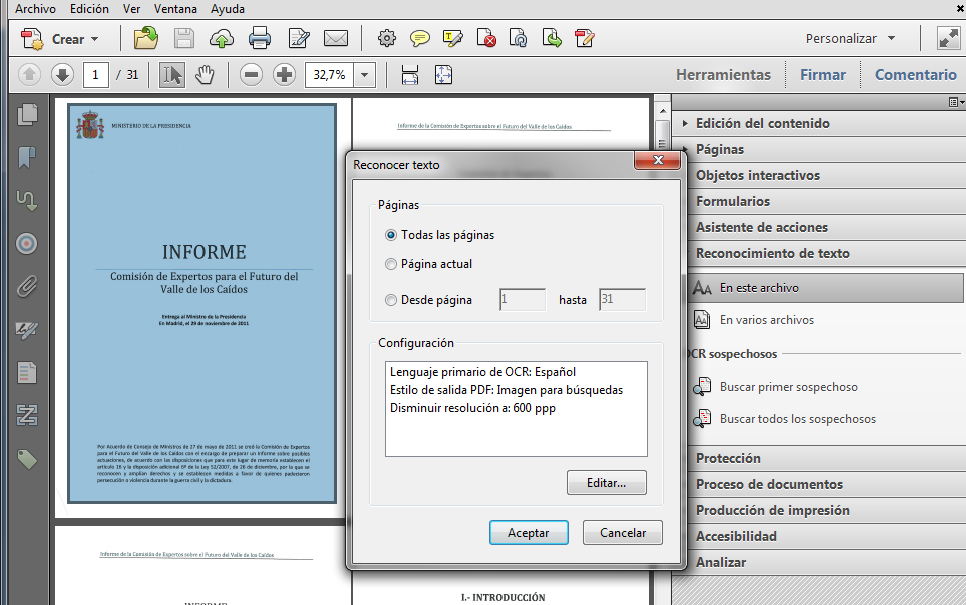 Archivo Edición Ver Ventana Ayuda
Crear
Personalizar
1 / 31
32,7%
Herramientas Firmar Comentario
MINISTERIO DE LA PRESIDENCIA
INFORME
Comisión de Expertos para el Futuro del
Valle de los Caídos
Entrega al Ministro de la Presidencia
En Madrid, el 29 de noviembre de 2011
Por Acuerdo de Consejo de Ministros de 27 de mayo de 2011 se creó la Comisión de Expertos
para el Futuro del Valle de los Caídos con el encargo de preparar un informe sobre posibles
actuaciones, de acuerdo con las disposiciones que para este lugar de memoria establecen el
artículo 16 y la disposición adicional 6ª de la Ley 52/2007, de 26 de diciembre, por la que se
reconocen y amplían derechos y se establecen medidas a favor de quienes padecieron
persecución o violencia durante la guerra civil y la dictadura.
Informe de la Comisión de Expertos sobre el Futuro del Valle de los Caídos
Informe de la Comisión de Expertos sobre el Futuro del Valle de los Caídos
INFORME
I.- INTRODUCCIÓN
Reconocer texto
Páginas
Todas las páginas
Página actual
Desde página 1 hasta 31
Configuración
Lenguaje primario de OCR: Español
Estilo de salida PDF: Imagen para búsquedas
Disminuir resolución a: 600 ppp
Editar...
Aceptar Cancelar
Edición del contenido
Páginas
Objetos interactivos
Formularios
Asistente de acciones
Reconocimiento de texto
En este archivo
En varios archivos
OCR sospechosos
Buscar primer sospechoso
Buscar todos los sospechosos
Protección
Proceso de documentos
Producción de impresión
Accesibilidad
Analizar